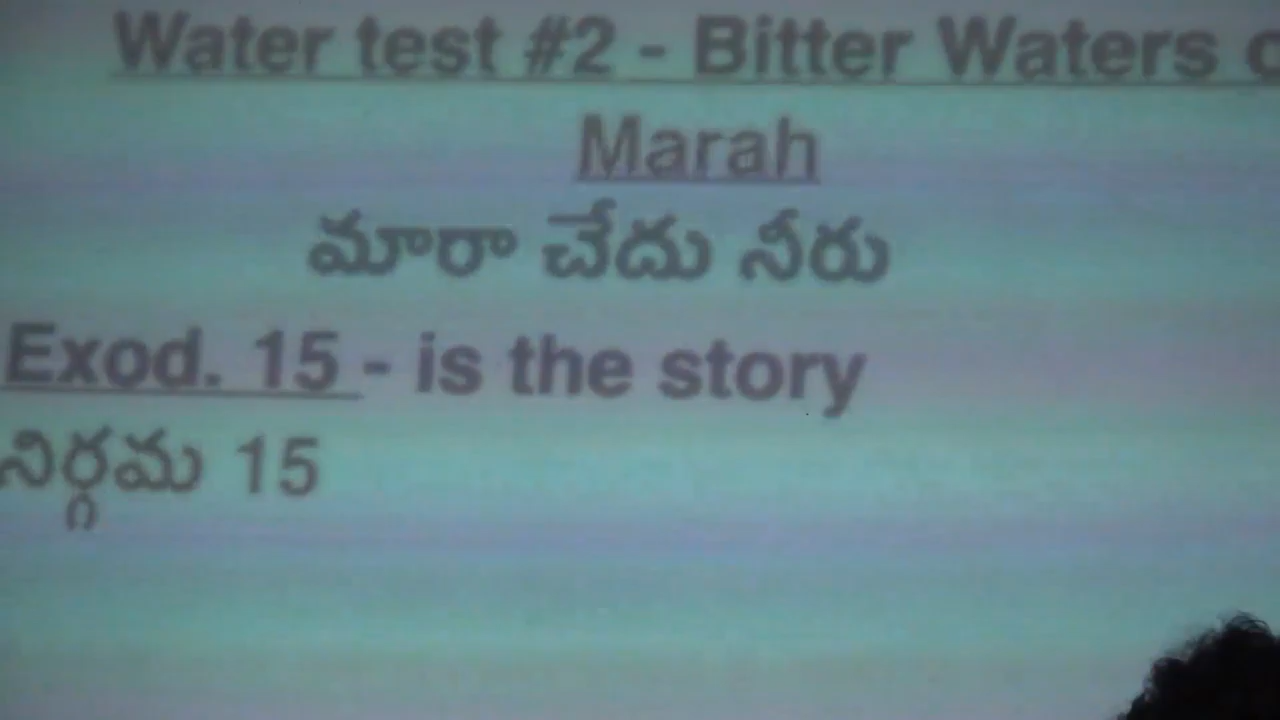 Water test #2 - Bitter Waters
Marah
మారా చేదు నీరు
Exod. 15 - is the story
నిర్గమ 15